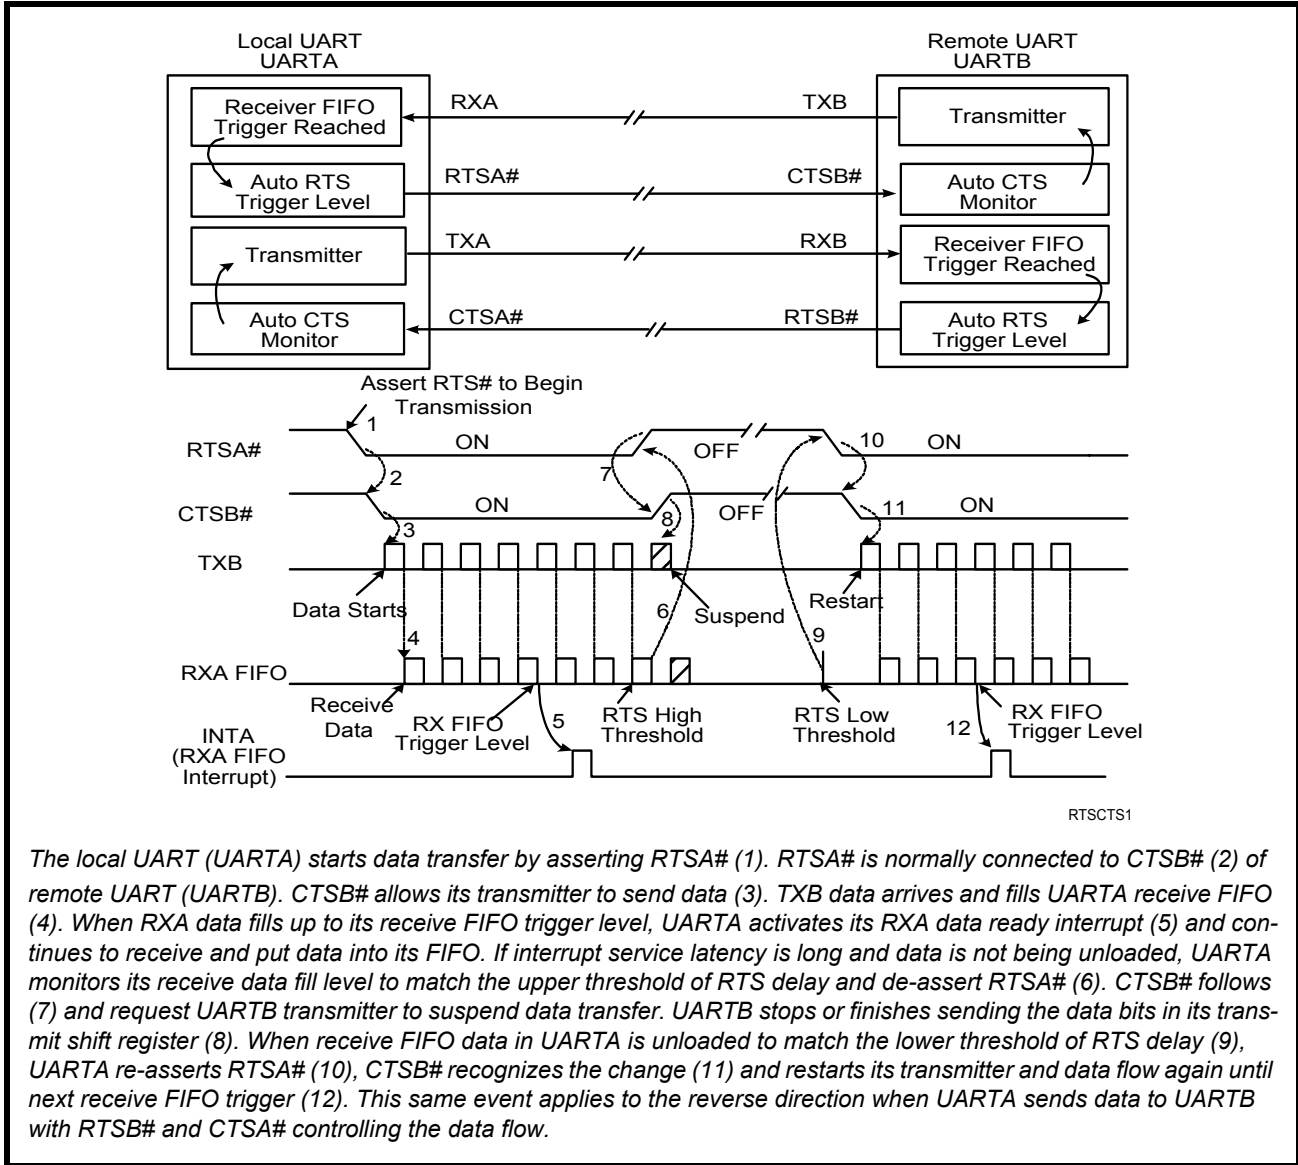 Local UART
UARTA
Remote UART
UARTB
Receiver FIFO
Trigger Reached
RXA
TXB
Transmitter
Auto RTS
Trigger Level
RTSA#
CTSB#
Auto CTS
Monitor
Transmitter
TXA
RXB
Receiver FIFO
Trigger Reached
Auto CTS
Monitor
CTSA#
RTSB#
Auto RTS
Trigger Level
Assert RTS# to Begin
Transmission
1
RTSA#
ON
7
OFF
10
ON
2
CTSB#
ON
8
OFF
11
ON
3
TXB
Data Starts
6
Suspend
Restart
4
9
RXA FIFO
Receive
Data
RX FIFO
Trigger Level
5
RTS High
Threshold
RTS Low
Threshold
12
RX FIFO
Trigger Level
INTA
(RXA FIFO
Interrupt)
RTSCTS1
The local UART (UARTA) starts data transfer by asserting RTSA# (1). RTSA# is normally connected to CTSB# (2) of
remote UART (UARTB). CTSB# allows its transmitter to send data (3). TXB data arrives and fills UARTA receive FIFO
(4). When RXA data fills up to its receive FIFO trigger level, UARTA activates its RXA data ready interrupt (5) and con-
tinues to receive and put data into its FIFO. If interrupt service latency is long and data is not being unloaded, UARTA
monitors its receive data fill level to match the upper threshold of RTS delay and de-assert RTSA# (6). CTSB# follows
(7) and request UARTB transmitter to suspend data transfer. UARTB stops or finishes sending the data bits in its trans-
mit shift register (8). When receive FIFO data in UARTA is unloaded to match the lower threshold of RTS delay (9),
UARTA re-asserts RTSA# (10), CTSB# recognizes the change (11) and restarts its transmitter and data flow again until
next receive FIFO trigger (12). This same event applies to the reverse direction when UARTA sends data to UARTB
with RTSB# and CTSA# controlling the data flow.